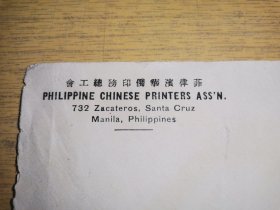 菲律濱華僑印務總工會
PHILIPPINE CHINESE PRINTERS ASS'N.
732 Zacateros, Santa Cruz
Manila, Philippines